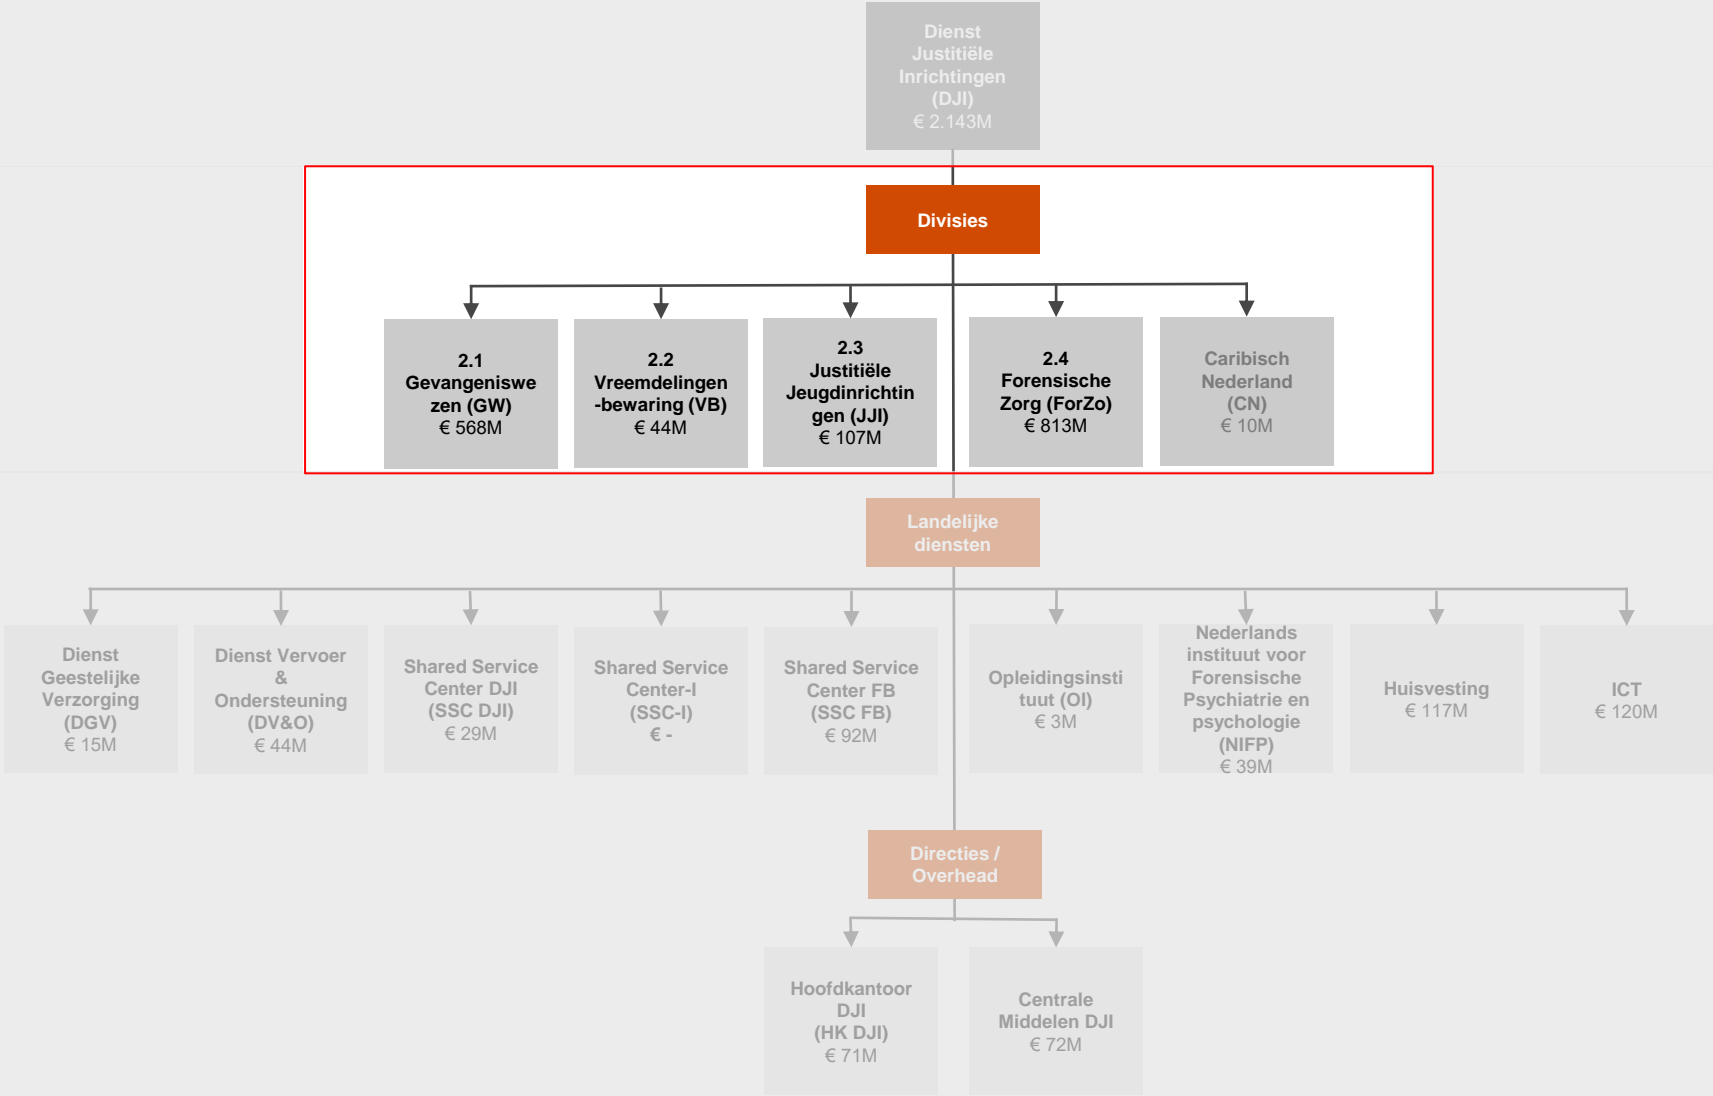 Dienst
Justitiële
Inrichtingen
(DJI)
€ 2.143M
Divisies
2.1
Gevangeniswe
zen (GW)
€ 568M
2.2
Vreemdelingen
-bewaring (VB)
€ 44M
2.3
Justitiële
Jeugdinrichtin
gen (JJI)
€ 107M
2.4
Forensische
Zorg (ForZo)
€ 813M
Caribisch
Nederland
(CN)
€ 10M
Landelijke
diensten
Dienst
Geestelijke
Verzorging
(DGV)
€ 15M
Dienst Vervoer
&
Ondersteuning
(DV&O)
€ 44M
Shared Service
Center DJI
(SSC DJI)
€ 29M
Shared Service
Center-I
(SSC-I)
€ -
Shared Service
Center FB
(SSC FB)
€ 92M
Opleidingsinsti
tuut (OI)
€ 3M
Nederlands
instituut voor
Forensische
Psychiatrie en
psychologie
(NIFP)
€ 39M
Huisvesting
€ 117M
ICT
€ 120M
Directies /
Overhead
Hoofdkantoor
DJI
(HK DJI)
€ 71M
Centrale
Middelen DJI
€ 72M